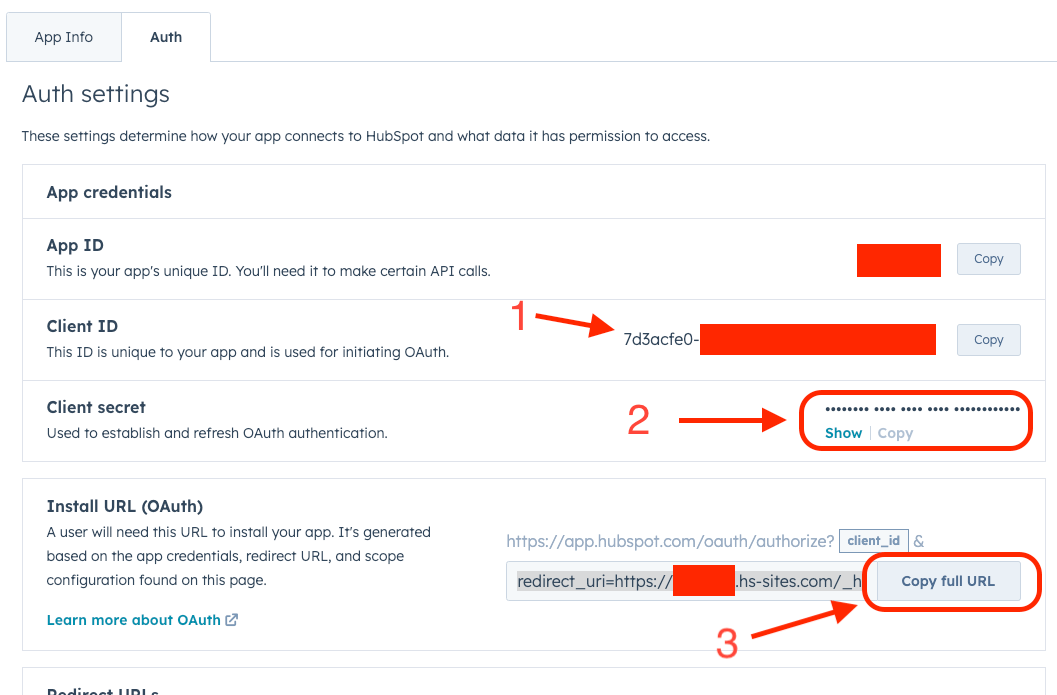 App Info
Auth
Auth settings
These settings determine how your app connects to HubSpot and what data it has permission to access.
App credentials
App ID
This is your app's unique ID. You'll need it to make certain API calls.
Copy
1
Client ID
This ID is unique to your app and is used for initiating OAuth.
7d3acfe0-
Copy
Client secret
Used to establish and refresh OAuth authentication.
2
•••••••• •••• •••• •••• ••••••••••••
Show | Copy
Install URL (OAuth)
A user will need this URL to install your app. It's generated
based on the app credentials, redirect URL, and scope
configuration found on this page.
Learn more about OAuth
https://app.hubspot.com/oauth/authorize? client_id &
redirect_uri=https:// .hs-sites.com/_h
Copy full URL
3
Redirect URLs